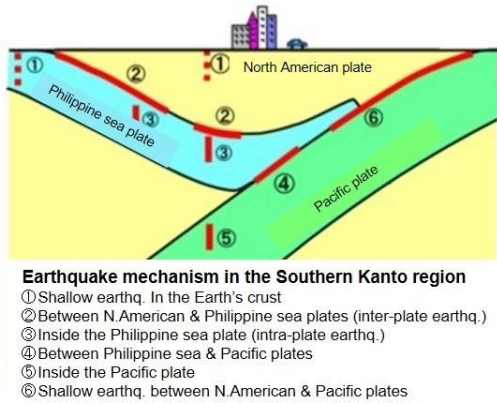 ①
②
①
North American plate
Philippine sea plate
③
②
③
⑥
④
Pacific plate
⑤
Earthquake mechanism in the Southern Kanto region
①Shallow earthq. In the Earth's crust
②Between N.American & Philippine sea plates (inter-plate earthq.)
③Inside the Philippine sea plate (intra-plate earthq.)
④Between Philippine sea & Pacific plates
⑤Inside the Pacific plate
⑥Shallow earthq. between N.American & Pacific plates